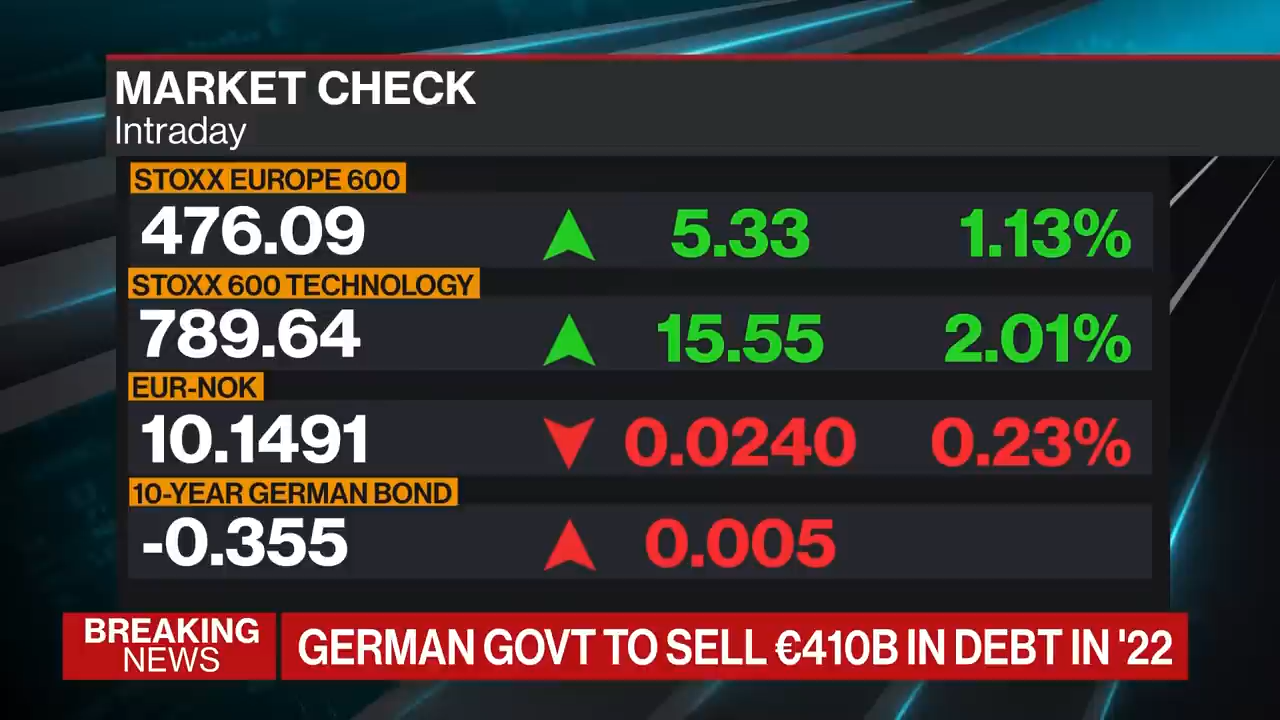 MARKET CHECK
Intraday
STOXX EUROPE 600
476.09 ▲ 5.33 1.13%
STOXX 600 TECHNOLOGY
789.64 ▲ 15.55 2.01%
EUR-NOK
10.1491 ▼ 0.0240 0.23%
10-YEAR GERMAN BOND
-0.355 ▲ 0.005
BREAKING
NEWS
GERMAN GOVT TO SELL €410B IN DEBT IN '22